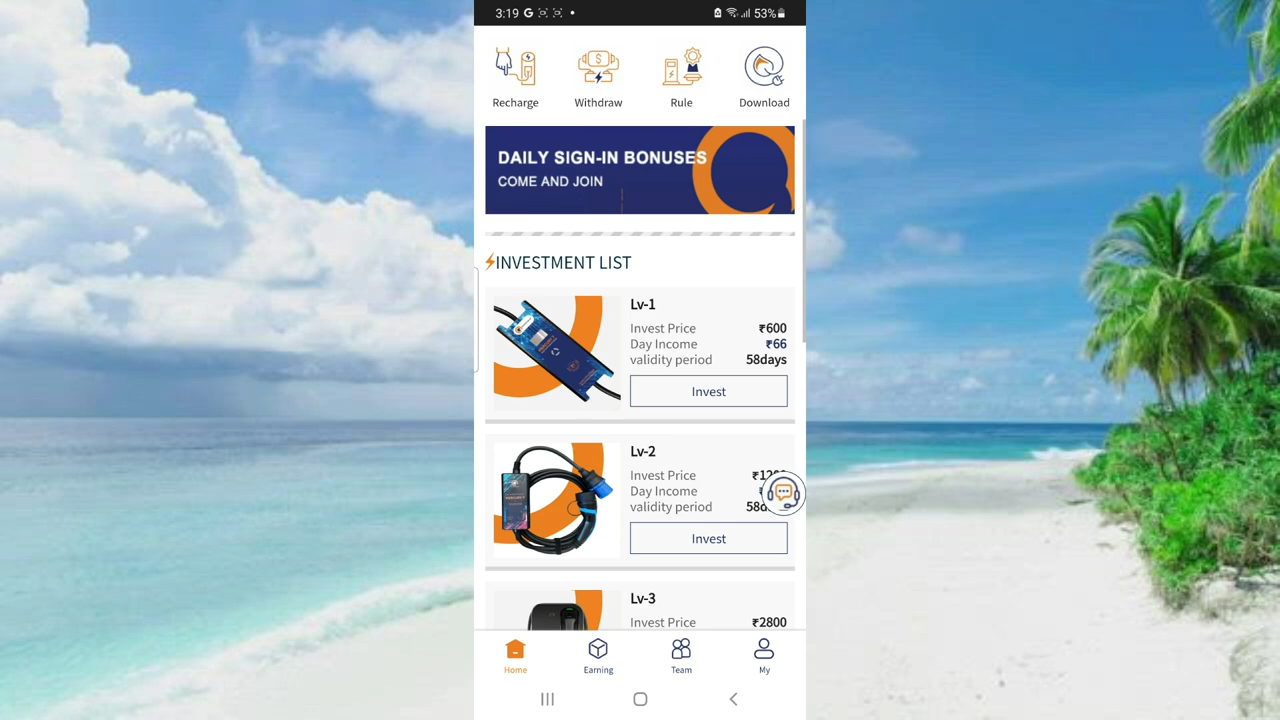 3:19 G 53%
Recharge Withdraw Rule Download
DAILY SIGN-IN BONUSES
COME AND JOIN
INVESTMENT LIST
Lv-1
Invest Price ₹600
Day Income ₹66
validity period 58days
Invest
Lv-2
Invest Price
Day Income
validity period
Invest
Lv-3
Invest Price ₹2800
Home Earning Team My